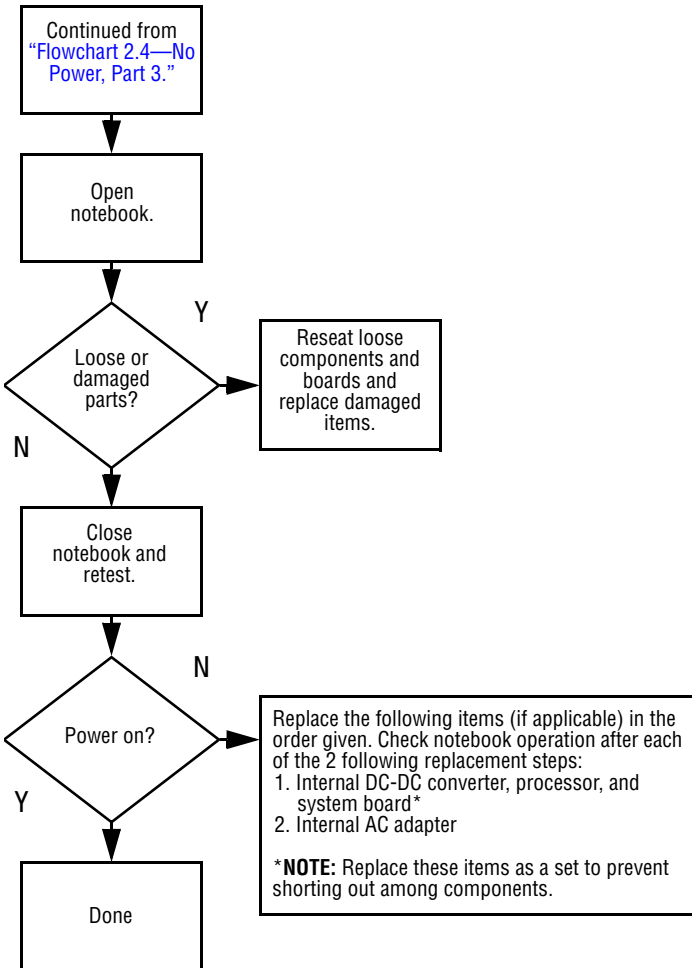 Continued from
“Flowchart 2.4—No
Power, Part 3.”
Open
notebook.
Y
Loose or
damaged
parts?
Reseat loose
components and
boards and
replace damaged
items.
N
Close
notebook and
retest.
N
Power on?
Replace the following items (if applicable) in the
order given. Check notebook operation after each
of the 2 following replacement steps:
1. Internal DC-DC converter, processor, and
system board*
2. Internal AC adapter
*NOTE: Replace these items as a set to prevent
shorting out among components.
Y
Done